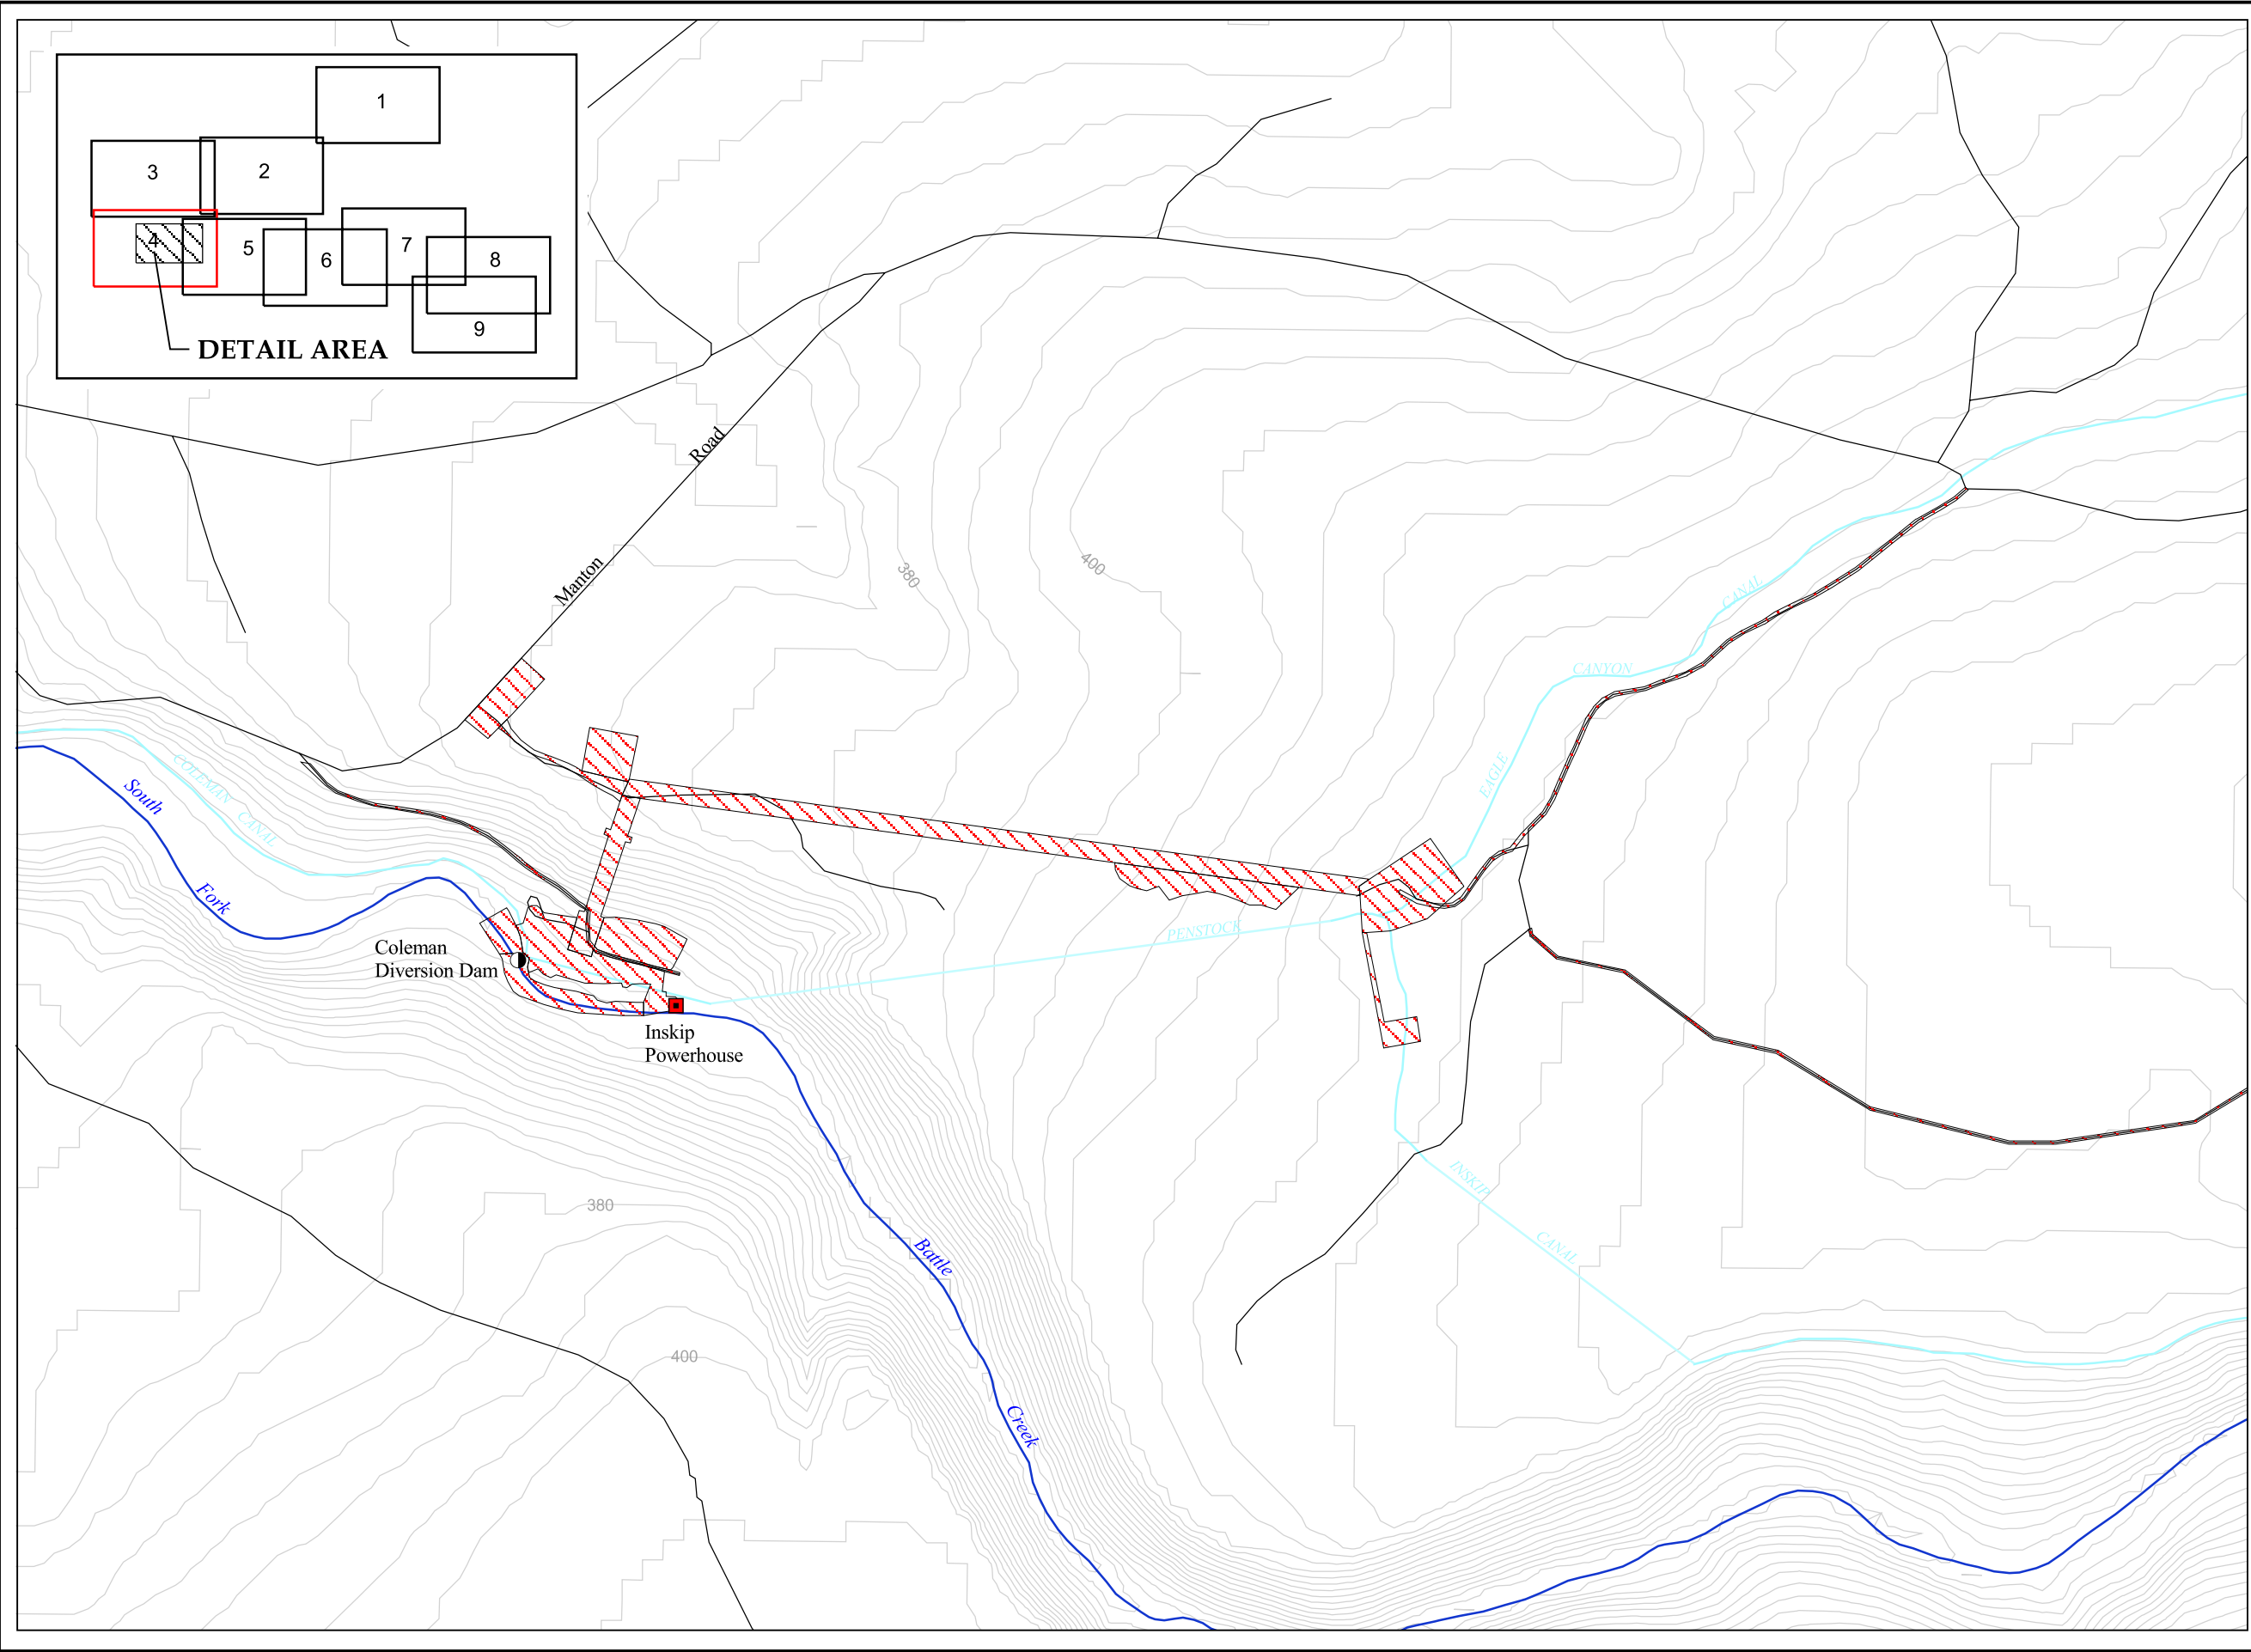 1
3
2
4
5
6
7
8
9
DETAIL AREA
Road
Manton
380
400
CANAL
CANYON
EAGLE
COLEMAN
CANAL
South
Fork
PENSTOCK
Coleman
Diversion Dam
Inskip
Powerhouse
INSKIP
CANAL
380
Battle
400
Creek